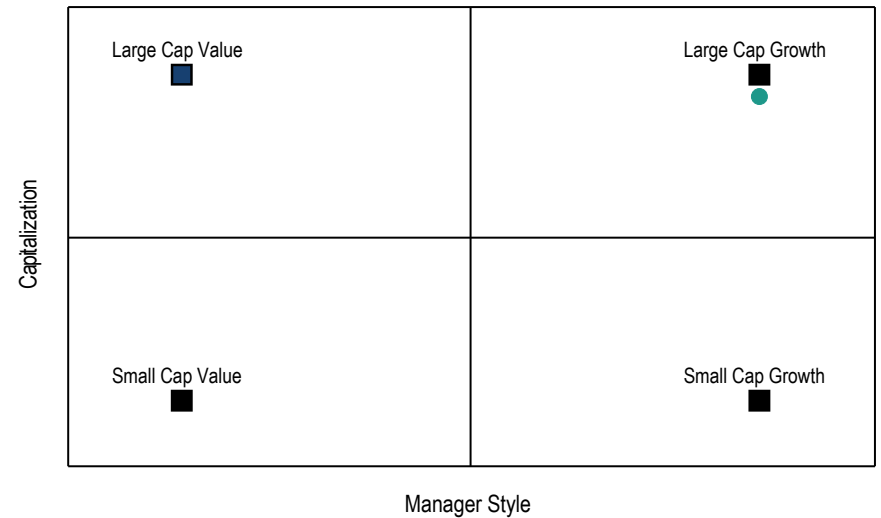 Large Cap Value
Large Cap Growth
Capitalization
Small Cap Value
Small Cap Growth
Manager Style